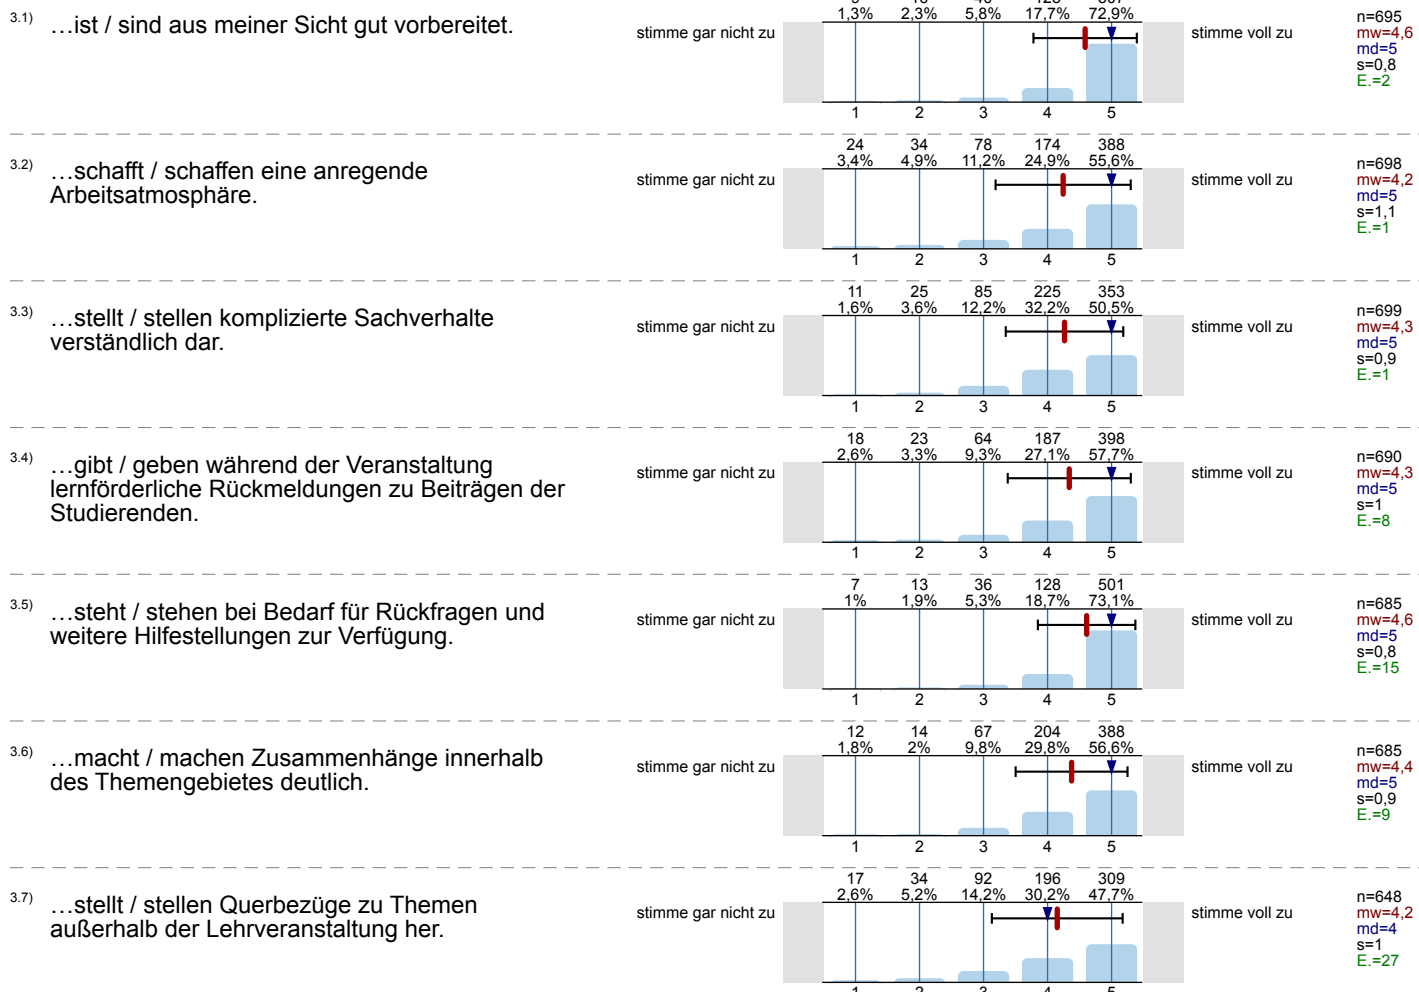 1,3% 2,3% 5,8% 17,7% 72,9%
3.1) …ist / sind aus meiner Sicht gut vorbereitet.
stimme gar nicht zu stimme voll zu
n=695
mw=4,6
md=5
s=0,8
E.=2
1 2 3 4 5
24 34 78 174 388
3,4% 4,9% 11,2% 24,9% 55,6%
3.2) …schafft / schaffen eine anregende
Arbeitsatmosphäre.
stimme gar nicht zu stimme voll zu
n=698
mw=4,2
md=5
s=1,1
E.=1
1 2 3 4 5
11 25 85 225 353
1,6% 3,6% 12,2% 32,2% 50,5%
3.3) …stellt / stellen komplizierte Sachverhalte
verständlich dar.
stimme gar nicht zu stimme voll zu
n=699
mw=4,3
md=5
s=0,9
E.=1
1 2 3 4 5
18 23 64 187 398
2,6% 3,3% 9,3% 27,1% 57,7%
3.4) …gibt / geben während der Veranstaltung
lernförderliche Rückmeldungen zu Beiträgen der
Studierenden.
stimme gar nicht zu stimme voll zu
n=690
mw=4,3
md=5
s=1
E.=8
1 2 3 4 5
7 13 36 128 501
1% 1,9% 5,3% 18,7% 73,1%
3.5) …steht / stehen bei Bedarf für Rückfragen und
weitere Hilfestellungen zur Verfügung.
stimme gar nicht zu stimme voll zu
n=685
mw=4,6
md=5
s=0,8
E.=15
1 2 3 4 5
12 14 67 204 388
1,8% 2% 9,8% 29,8% 56,6%
3.6) …macht / machen Zusammenhänge innerhalb
des Themengebietes deutlich.
stimme gar nicht zu stimme voll zu
n=685
mw=4,4
md=5
s=0,9
E.=9
1 2 3 4 5
17 34 92 196 309
2,6% 5,2% 14,2% 30,2% 47,7%
3.7) …stellt / stellen Querbezüge zu Themen
außerhalb der Lehrveranstaltung her.
stimme gar nicht zu stimme voll zu
n=648
mw=4,2
md=4
s=1
E.=27
1 2 3 4 5